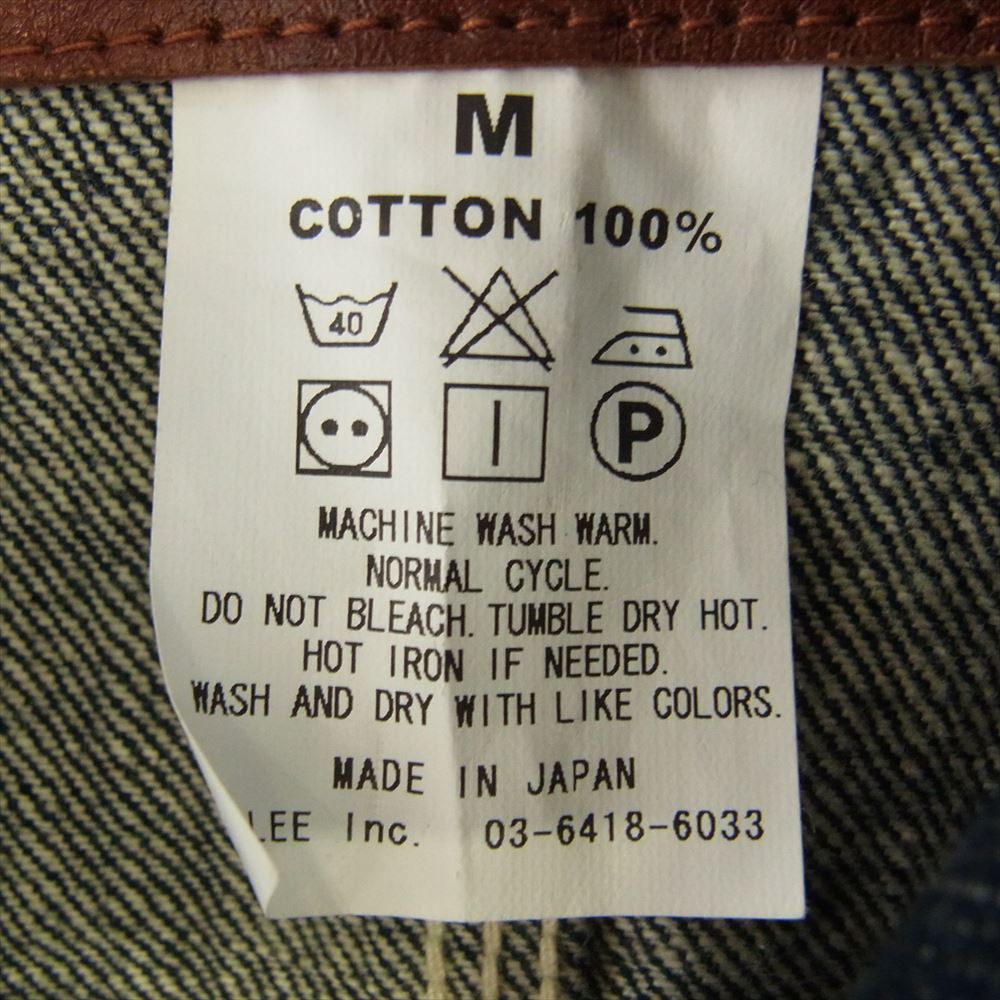 M
COTTON 100%
40
P
MACHINE WASH WARM.
NORMAL CYCLE.
DO NOT BLEACH. TUMBLE DRY HOT.
HOT IRON IF NEEDED.
WASH AND DRY WITH LIKE COLORS.
MADE IN JAPAN
Inc. 03-6418-6033